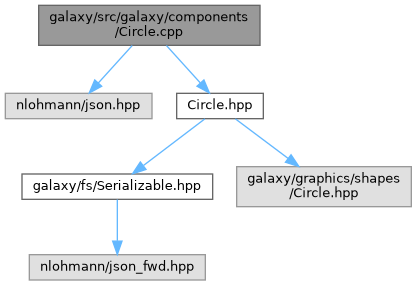 galaxy/src/galaxy/components
/Circle.cpp
nlohmann/json.hpp
Circle.hpp
galaxy/fs/Serializable.hpp
galaxy/graphics/shapes
/Circle.hpp
nlohmann/json_fwd.hpp